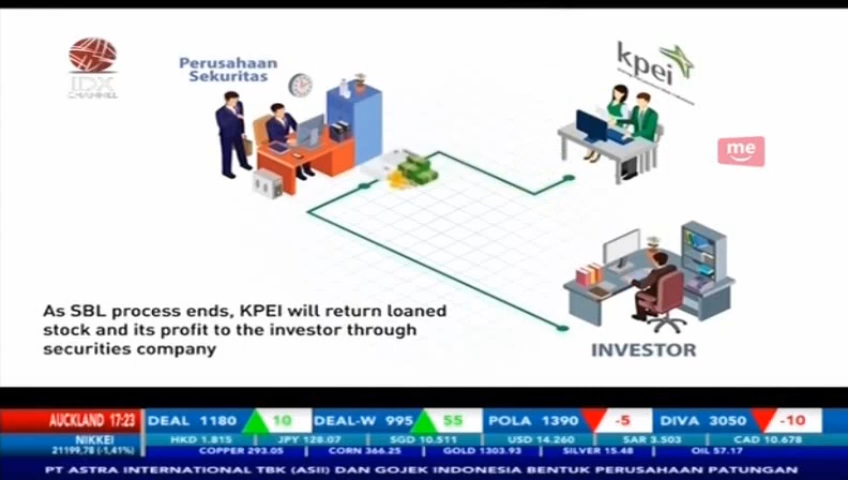 IDX
CHANNEL
Perusahaan
Sekuritas
kpei
me
As SBL process ends, KPEI will return loaned
stock and its profit to the investor through
securities company
INVESTOR
AUCKLAND 17:23
DEAL 1180 10 DEAL-W 995 55 POLA 1390 -5 DIVA 3050 -10
NIKKEI
21199,78 (-1,41%)
HKD 1.815 JPY 128.07 SGD 10.511 USD 14.260 SAR 3.503 CAD 10.678
COPPER 293.05 CORN 366.25 GOLD 1303.93 SILVER 15.48 OIL 57.17
PT ASTRA INTERNATIONAL TBK (ASII) DAN GOJEK INDONESIA BENTUK PERUSAHAAN PATUNGAN